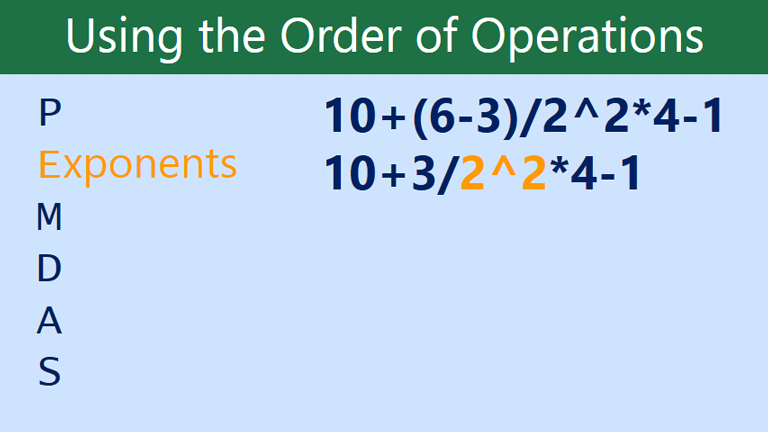 Using the Order of Operations
P
Exponents
M
D
A
S
10+(6-3)/2^2*4-1
10+3/2^2*4-1